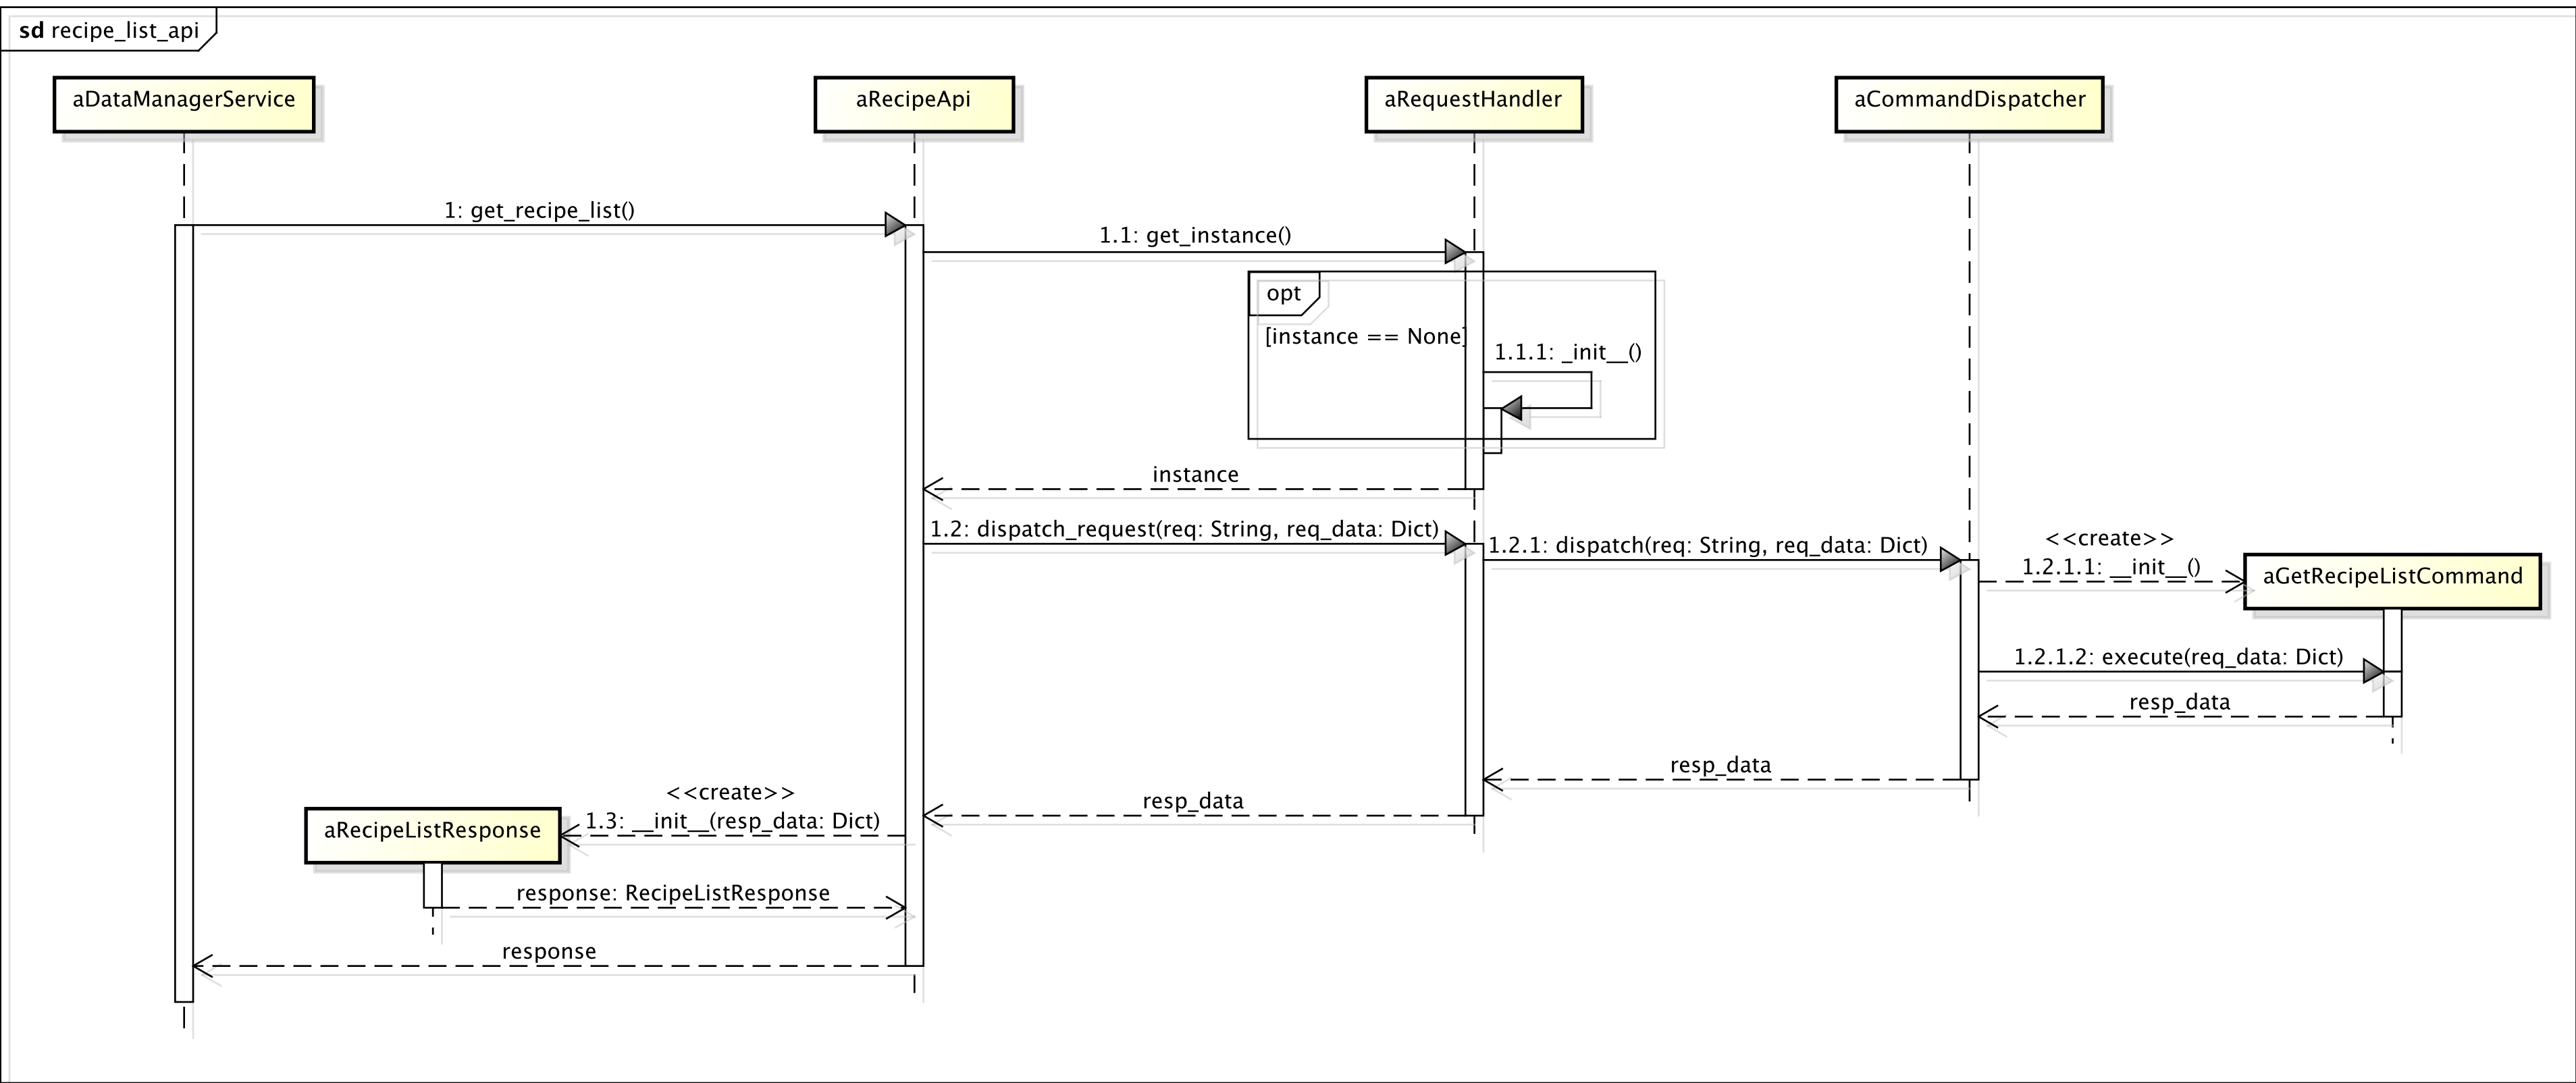 sd recipe_list_api
aDataManagerService
aRecipeApi
aRequestHandler
aCommandDispatcher
1: get_recipe_list()
1.1: get_instance()
opt
[instance == None]
1.1.1: _init__()
instance
1.2: dispatch_request(req: String, req_data: Dict)
1.2.1: dispatch(req: String, req_data: Dict)
<<create>>
1.2.1.1: __init__()
aGetRecipeListCommand
1.2.1.2: execute(req_data: Dict)
resp_data
resp_data
resp_data
<<create>>
1.3: __init__(resp_data: Dict)
aRecipeListResponse
response: RecipeListResponse
response